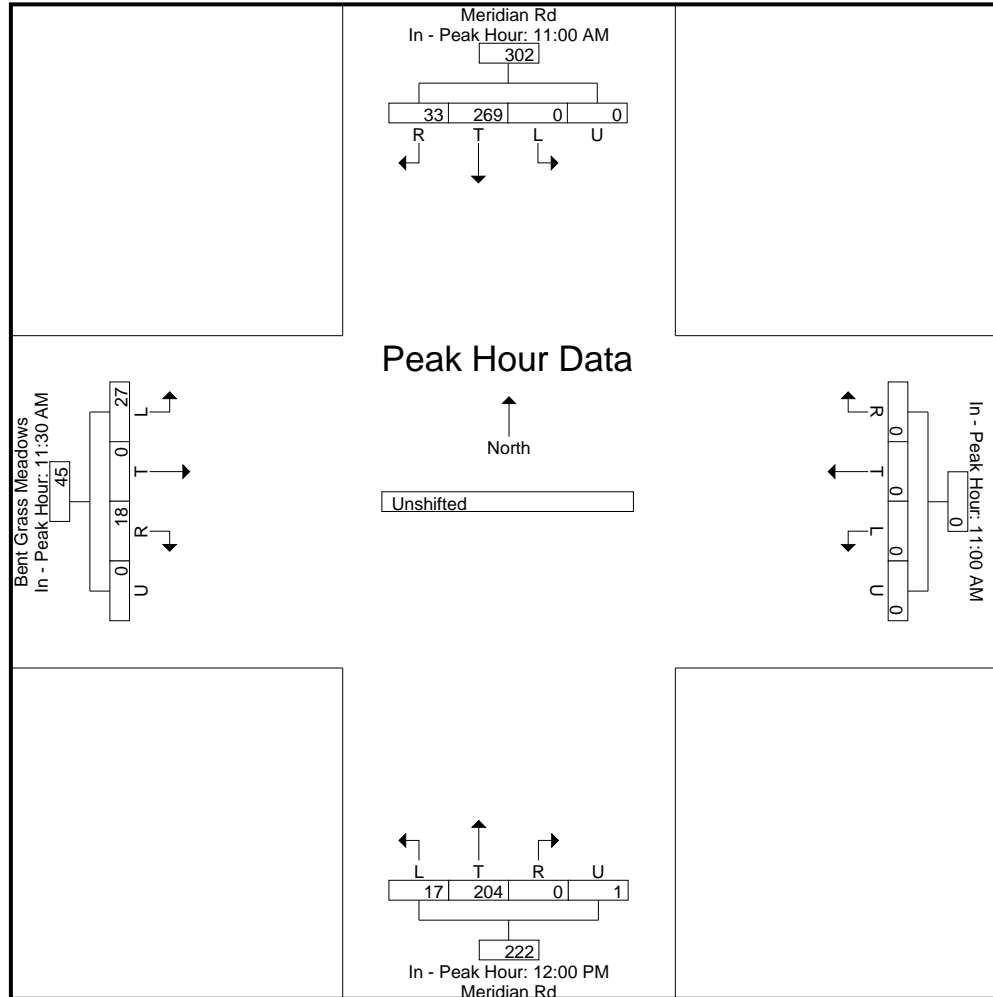 Meridian Rd
In - Peak Hour: 11:00 AM
302
33 269 0 0
R T L U
Peak Hour Data
North
Unshifted
Bent Grass Meadows
In - Peak Hour: 11:30 AM
45
27 0 18 0
L T R U
In - Peak Hour: 11:00 AM
0
0 0 0 0
R T L U
L T R U
17 204 0 1
222
In - Peak Hour: 12:00 PM
Meridian Rd